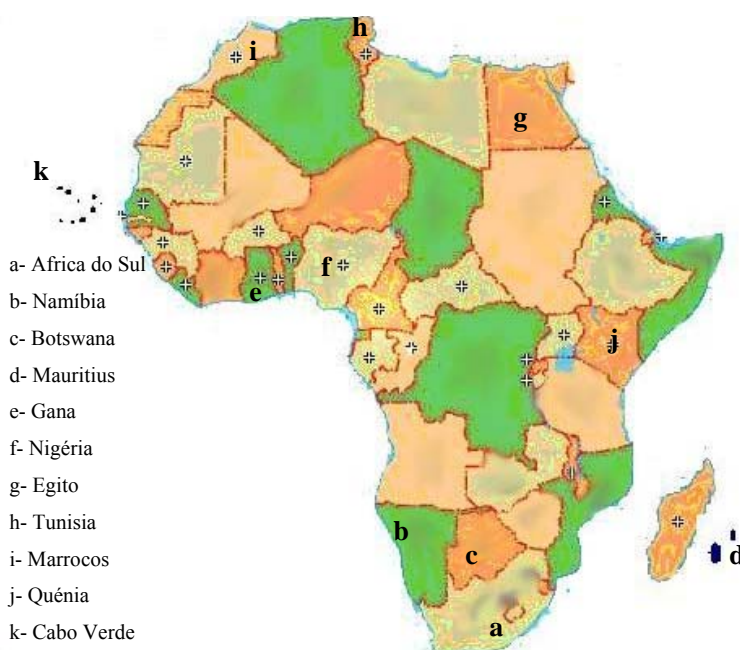 h
i
g
k
a- Africa do Sul
b- Namíbia
c- Botswana
d- Mauritius
e- Gana
f- Nigéria
g- Egito
h- Tunisia
i- Marrocos
j- Quénia
k- Cabo Verde
f
e
j
b
c
d
a